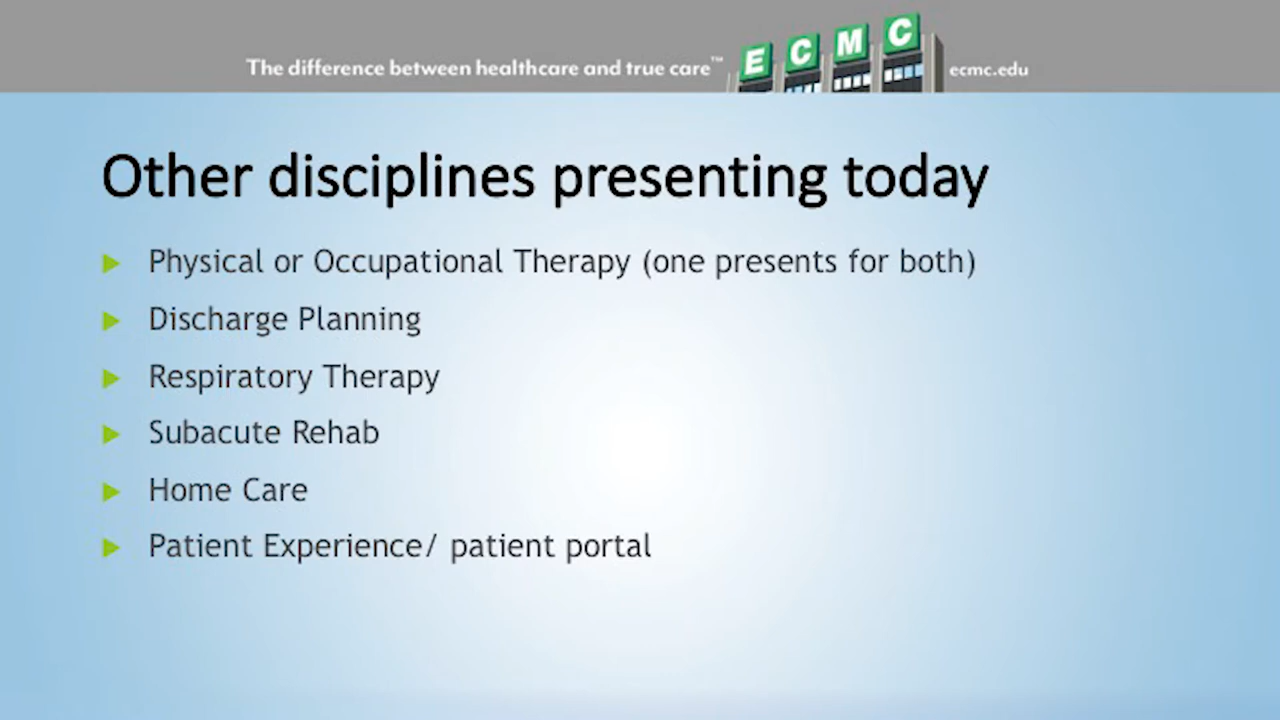 The difference between healthcare and true care™
ECMC
ecmc.edu
Other disciplines presenting today
Physical or Occupational Therapy (one presents for both)
Discharge Planning
Respiratory Therapy
Subacute Rehab
Home Care
Patient Experience/ patient portal